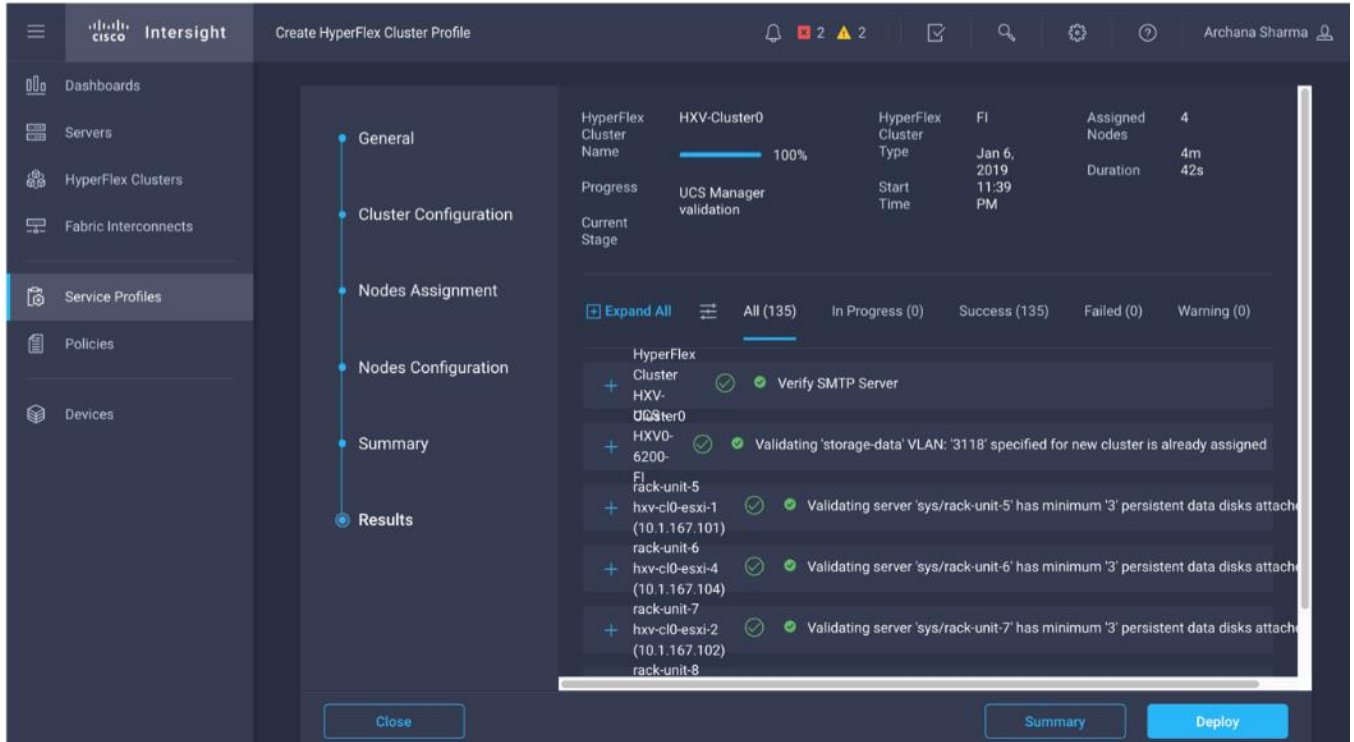 cisco Intersight
Create HyperFlex Cluster Profile
2 2
Archana Sharma
Dashboards
Servers
HyperFlex Clusters
Fabric Interconnects
Service Profiles
Policies
Devices
General
Cluster Configuration
Nodes Assignment
Nodes Configuration
Summary
Results
HyperFlex
Cluster
Name
HXV-Cluster0
Progress
100%
Current
Stage
UCS Manager
validation
HyperFlex
Cluster
Type
FI
Start
Time
Jan 6,
2019
11:39
PM
Assigned
Nodes
4
Duration
4m
42s
Expand All
All (135)
In Progress (0)
Success (135)
Failed (0)
Warning (0)
HyperFlex
Cluster
HXV-
Cluster0
Verify SMTP Server
UCS-
HXV0-
6200-
FI
Validating 'storage-data' VLAN: '3118' specified for new cluster is already assigned
rack-unit-5
hxv-cl0-esxi-1
(10.1.167.101)
Validating server 'sys/rack-unit-5' has minimum '3' persistent data disks attache
rack-unit-6
hxv-cl0-esxi-4
(10.1.167.104)
Validating server 'sys/rack-unit-6' has minimum '3' persistent data disks attache
rack-unit-7
hxv-cl0-esxi-2
(10.1.167.102)
Validating server 'sys/rack-unit-7' has minimum '3' persistent data disks attache
rack-unit-8
Close
Summary
Deploy